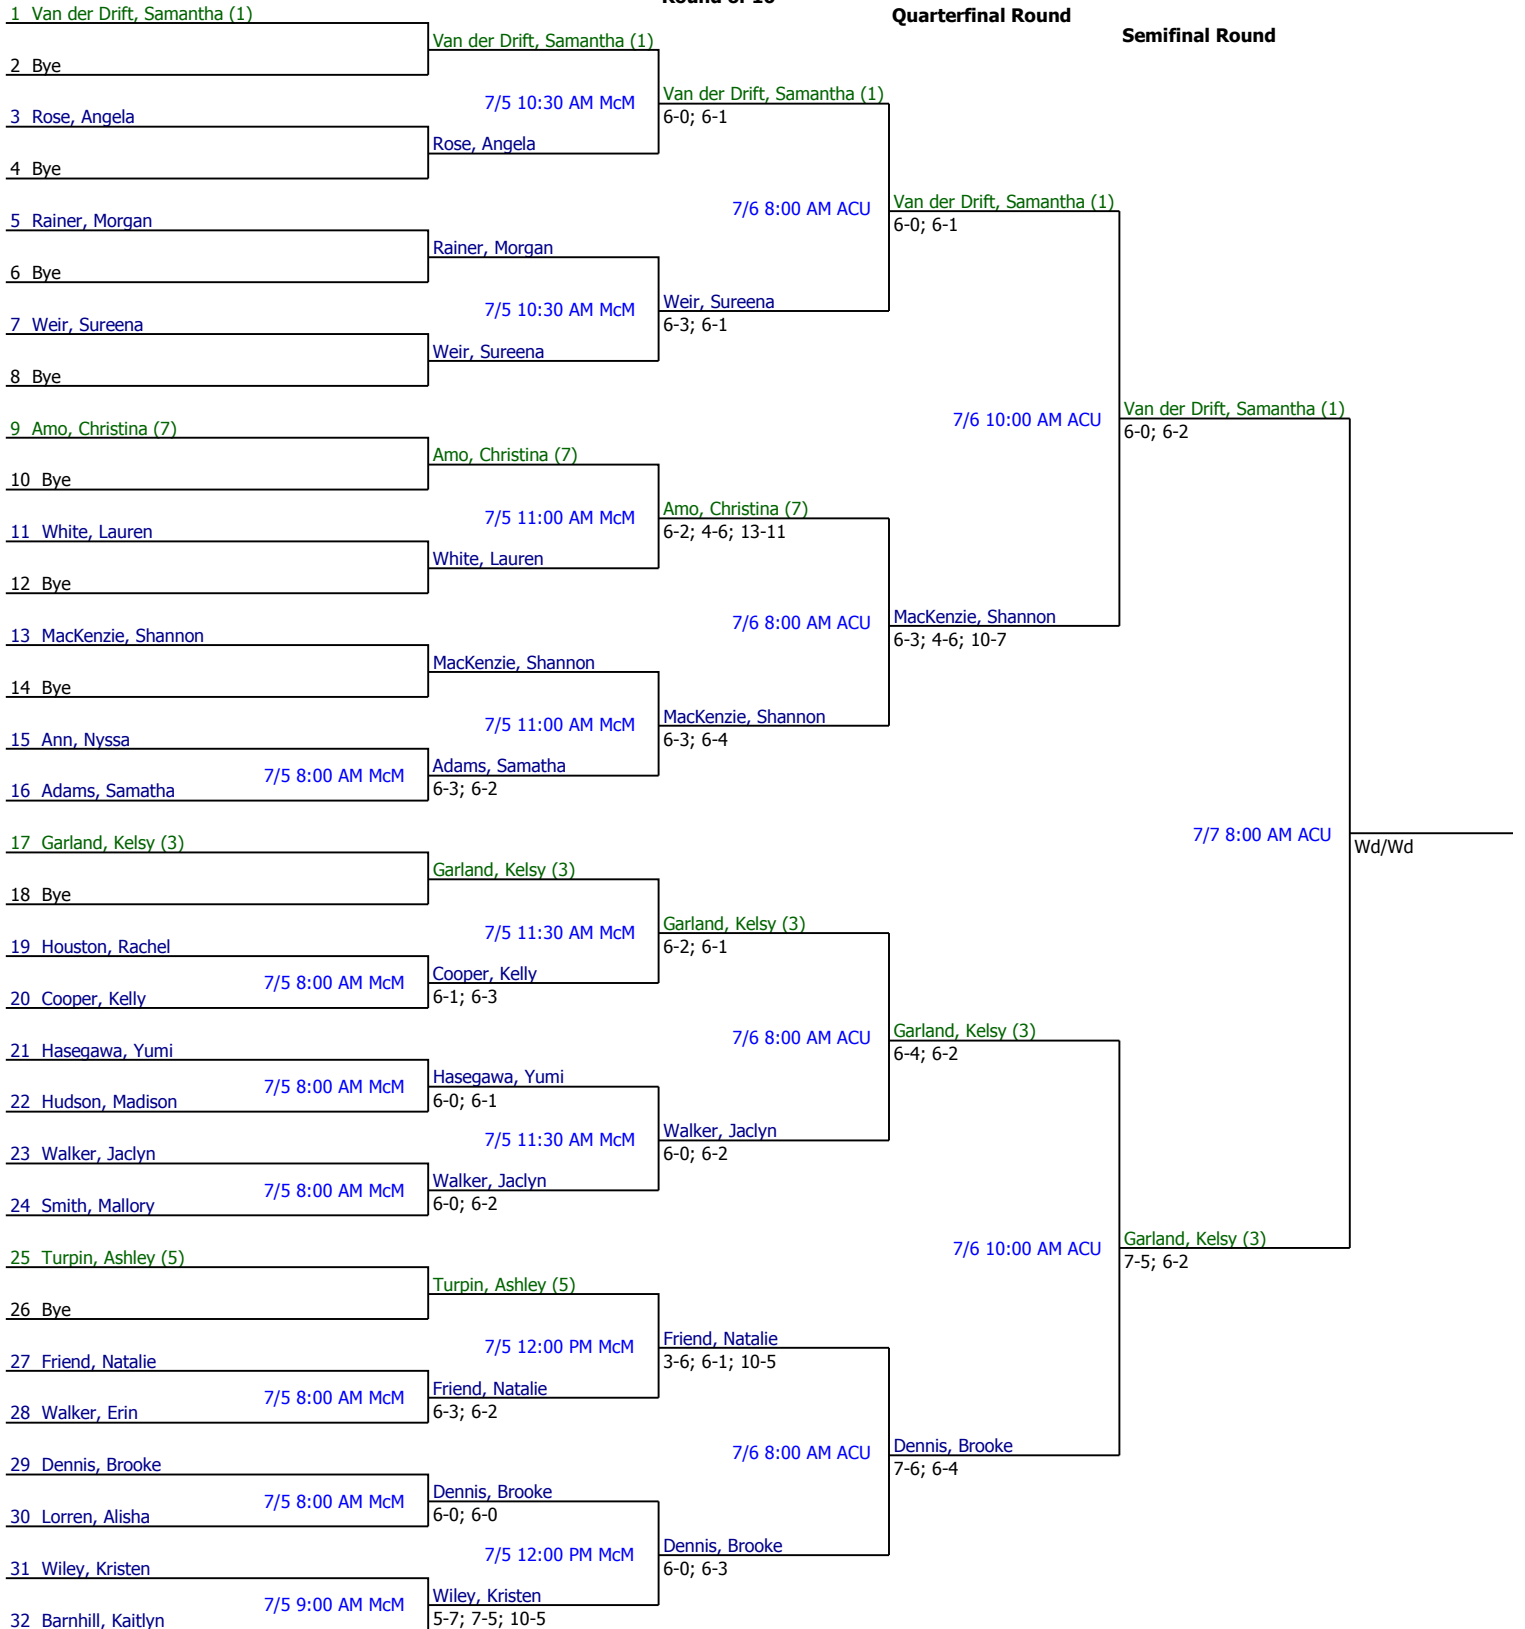 Round of 16
Quarterfinal Round
Semifinal Round
1 Van der Drift, Samantha (1)
2 Bye
3 Rose, Angela
4 Bye
5 Rainer, Morgan
6 Bye
7 Weir, Sureena
8 Bye
9 Amo, Christina (7)
10 Bye
11 White, Lauren
12 Bye
13 MacKenzie, Shannon
14 Bye
15 Ann, Nyssa
7/5 8:00 AM McM
16 Adams, Samatha
17 Garland, Kelsy (3)
18 Bye
19 Houston, Rachel
7/5 8:00 AM McM
20 Cooper, Kelly
21 Hasegawa, Yumi
7/5 8:00 AM McM
22 Hudson, Madison
23 Walker, Jaclyn
7/5 8:00 AM McM
24 Smith, Mallory
25 Turpin, Ashley (5)
26 Bye
27 Friend, Natalie
7/5 8:00 AM McM
28 Walker, Erin
29 Dennis, Brooke
7/5 8:00 AM McM
30 Lorren, Alisha
31 Wiley, Kristen
7/5 9:00 AM McM
32 Barnhill, Kaitlyn
Van der Drift, Samantha (1)
7/5 10:30 AM McM
Rose, Angela
Rainer, Morgan
7/5 10:30 AM McM
Weir, Sureena
Amo, Christina (7)
7/5 11:00 AM McM
White, Lauren
MacKenzie, Shannon
7/5 11:00 AM McM
Adams, Samatha
6-3; 6-2
Garland, Kelsy (3)
7/5 11:30 AM McM
Cooper, Kelly
6-1; 6-3
Hasegawa, Yumi
6-0; 6-1
7/5 11:30 AM McM
Walker, Jaclyn
6-0; 6-2
Turpin, Ashley (5)
7/5 12:00 PM McM
Friend, Natalie
6-3; 6-2
Dennis, Brooke
6-0; 6-0
7/5 12:00 PM McM
Wiley, Kristen
5-7; 7-5; 10-5
Van der Drift, Samantha (1)
6-0; 6-1
7/6 8:00 AM ACU
Weir, Sureena
6-3; 6-1
Amo, Christina (7)
6-2; 4-6; 13-11
7/6 8:00 AM ACU
MacKenzie, Shannon
6-3; 6-4
Garland, Kelsy (3)
6-2; 6-1
7/6 8:00 AM ACU
Walker, Jaclyn
6-0; 6-2
Friend, Natalie
3-6; 6-1; 10-5
7/6 8:00 AM ACU
Dennis, Brooke
6-0; 6-3
Van der Drift, Samantha (1)
6-0; 6-1
7/6 10:00 AM ACU
MacKenzie, Shannon
6-3; 4-6; 10-7
Garland, Kelsy (3)
6-4; 6-2
7/6 10:00 AM ACU
Dennis, Brooke
7-6; 6-4
Van der Drift, Samantha (1)
6-0; 6-2
7/7 8:00 AM ACU
Garland, Kelsy (3)
7-5; 6-2
Wd/Wd